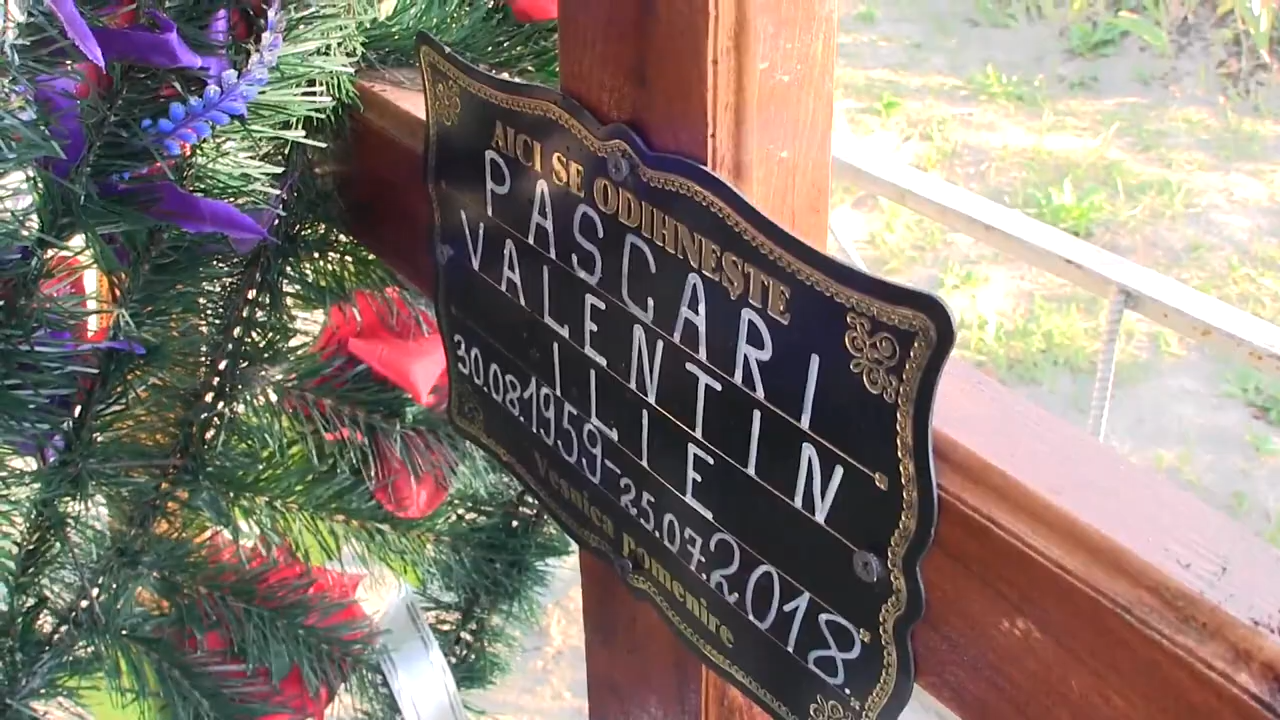 AICI SE ODIHNEȘTE
PASCARI
VALENTIN
ILIE
30.08.1959-25.07.2018.
Veșnica pomenire